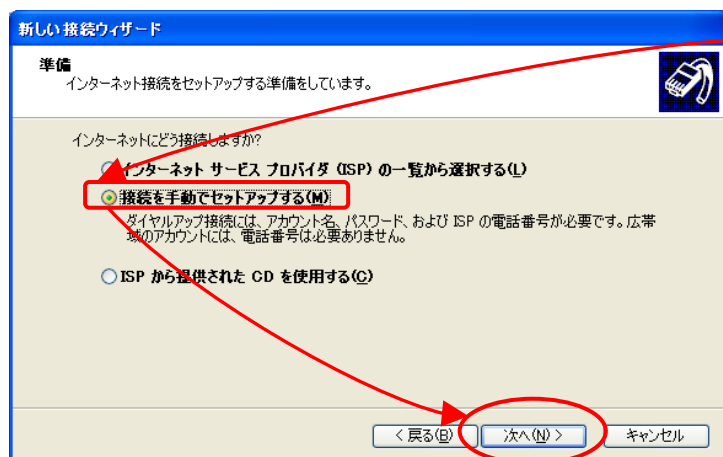 新しい接続ウィザード
準備
インターネット接続をセットアップする準備をしています。
インターネットにどう接続しますか?
インターネット サービス プロバイダ (ISP) の一覧から選択する(L)
接続を手動でセットアップする(M)
ダイヤルアップ接続には、アカウント名、パスワード、および ISP の電話番号が必要です。広帯
域のアカウントには、電話番号は必要ありません。
ISP から提供された CD を使用する(C)
< 戻る(B) 次へ(N) > キャンセル